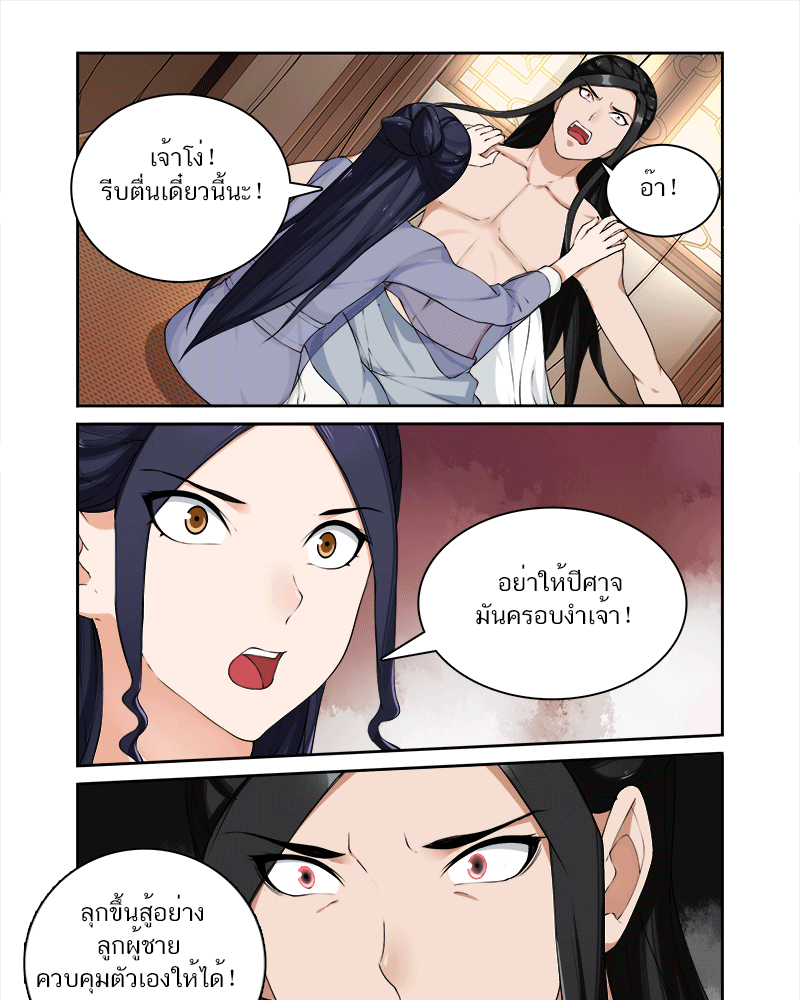 เจ้าโง่!
รีบตื่นเดี๋ยวนี้นะ!
อ๊า!
อย่าให้ปีศาจ
มันครอบงำเจ้า!
ลุกขึ้นสู้อย่าง
ลูกผู้ชาย
ควบคุมตัวเองให้ได้!